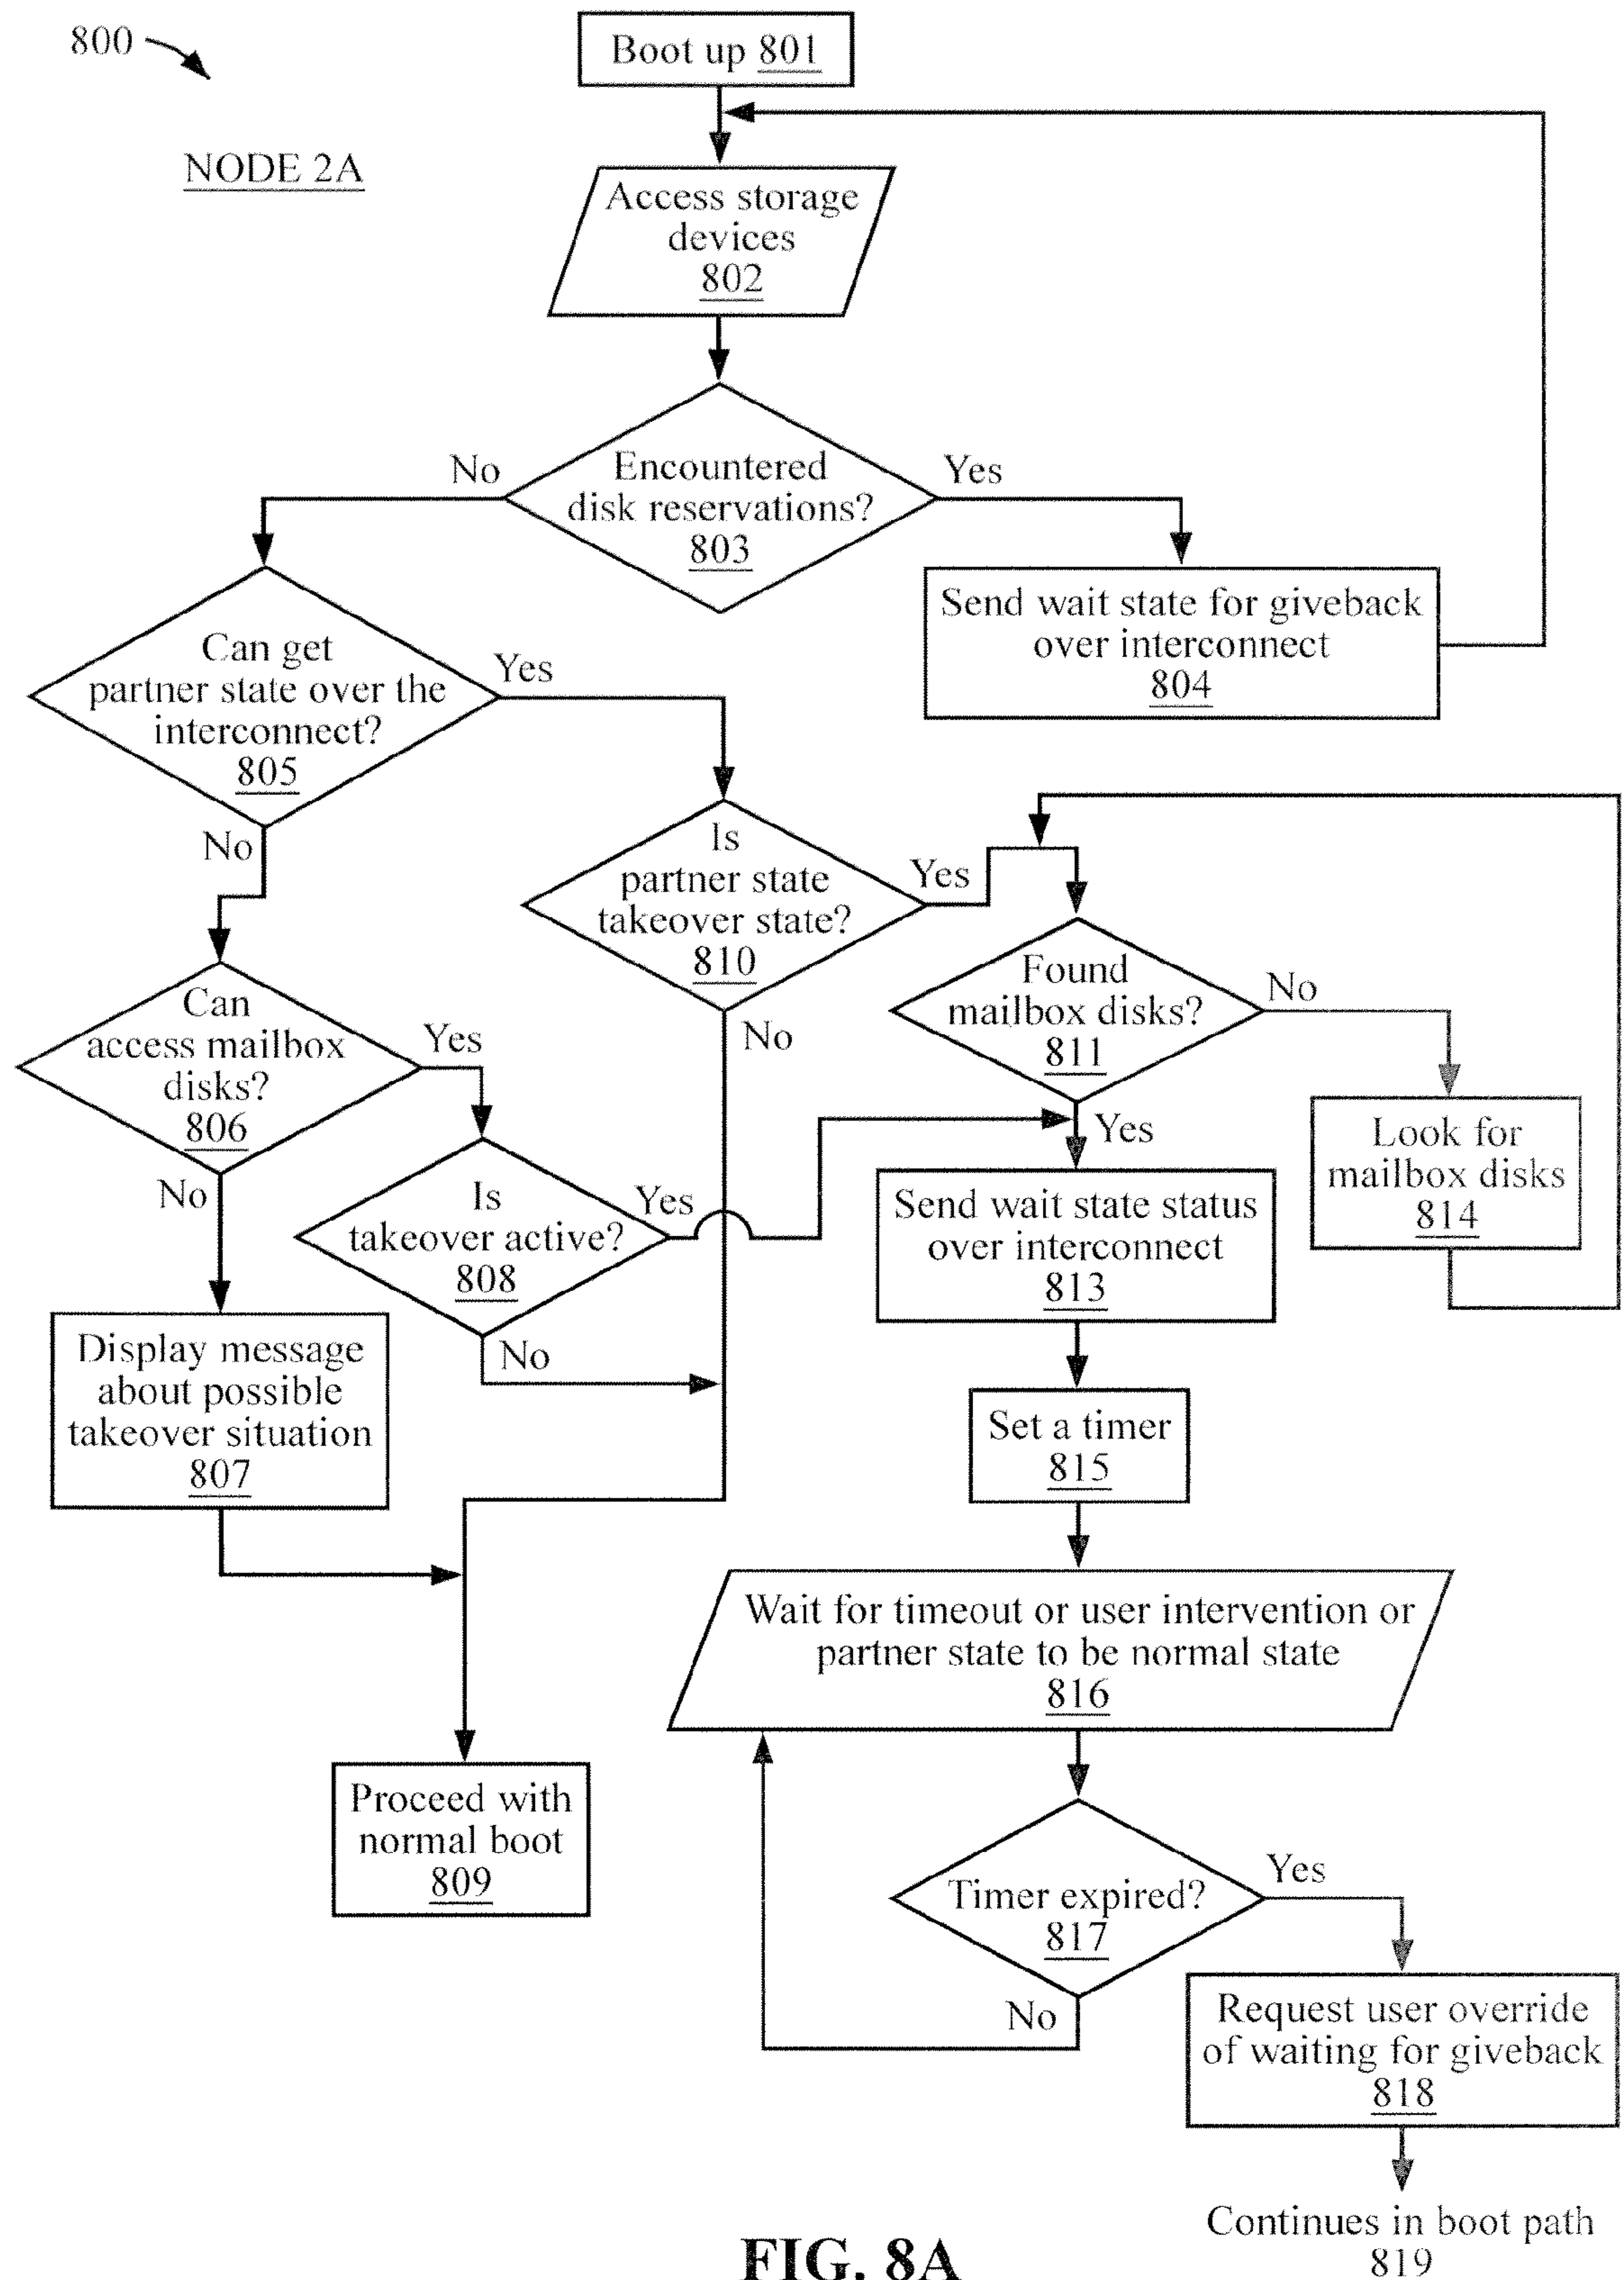 800
Boot up 801
NODE 2A
Access storage
devices
802
No
Encountered
disk reservations?
803
Yes
Send wait state for giveback
over interconnect
804
Can get
partner state over the
interconnect?
805
Yes
No
Is
partner state
takeover state?
810
Yes
No
Found
mailbox disks?
811
No
Yes
Can
access mailbox
disks?
806
Yes
No
Is
takeover active?
808
Yes
No
Look for
mailbox disks
814
Send wait state status
over interconnect
813
Display message
about possible
takeover situation
807
Set a timer
815
Wait for timeout or user intervention or
partner state to be normal state
816
Proceed with
normal boot
809
Timer expired?
817
Yes
No
Request user override
of waiting for giveback
818
Continues in boot path
819
FIG. 8A